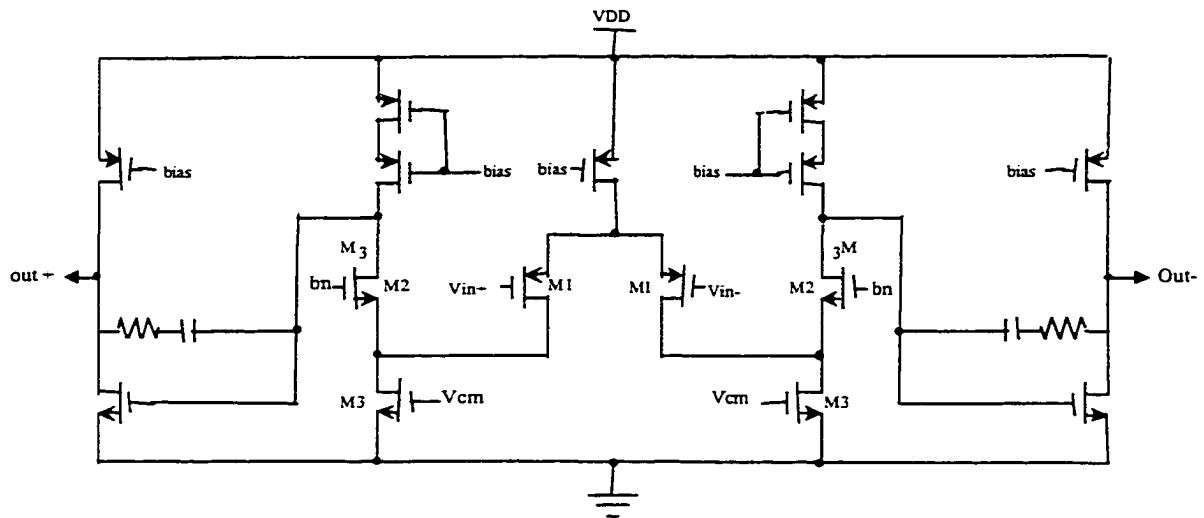 VDD
bias
bias
bias
bias
bias
M3
3M
out +
bn
M2
Vin+
M1
M1
Vin-
M2
bn
Out-
M3
Vcm
Vcm
M3